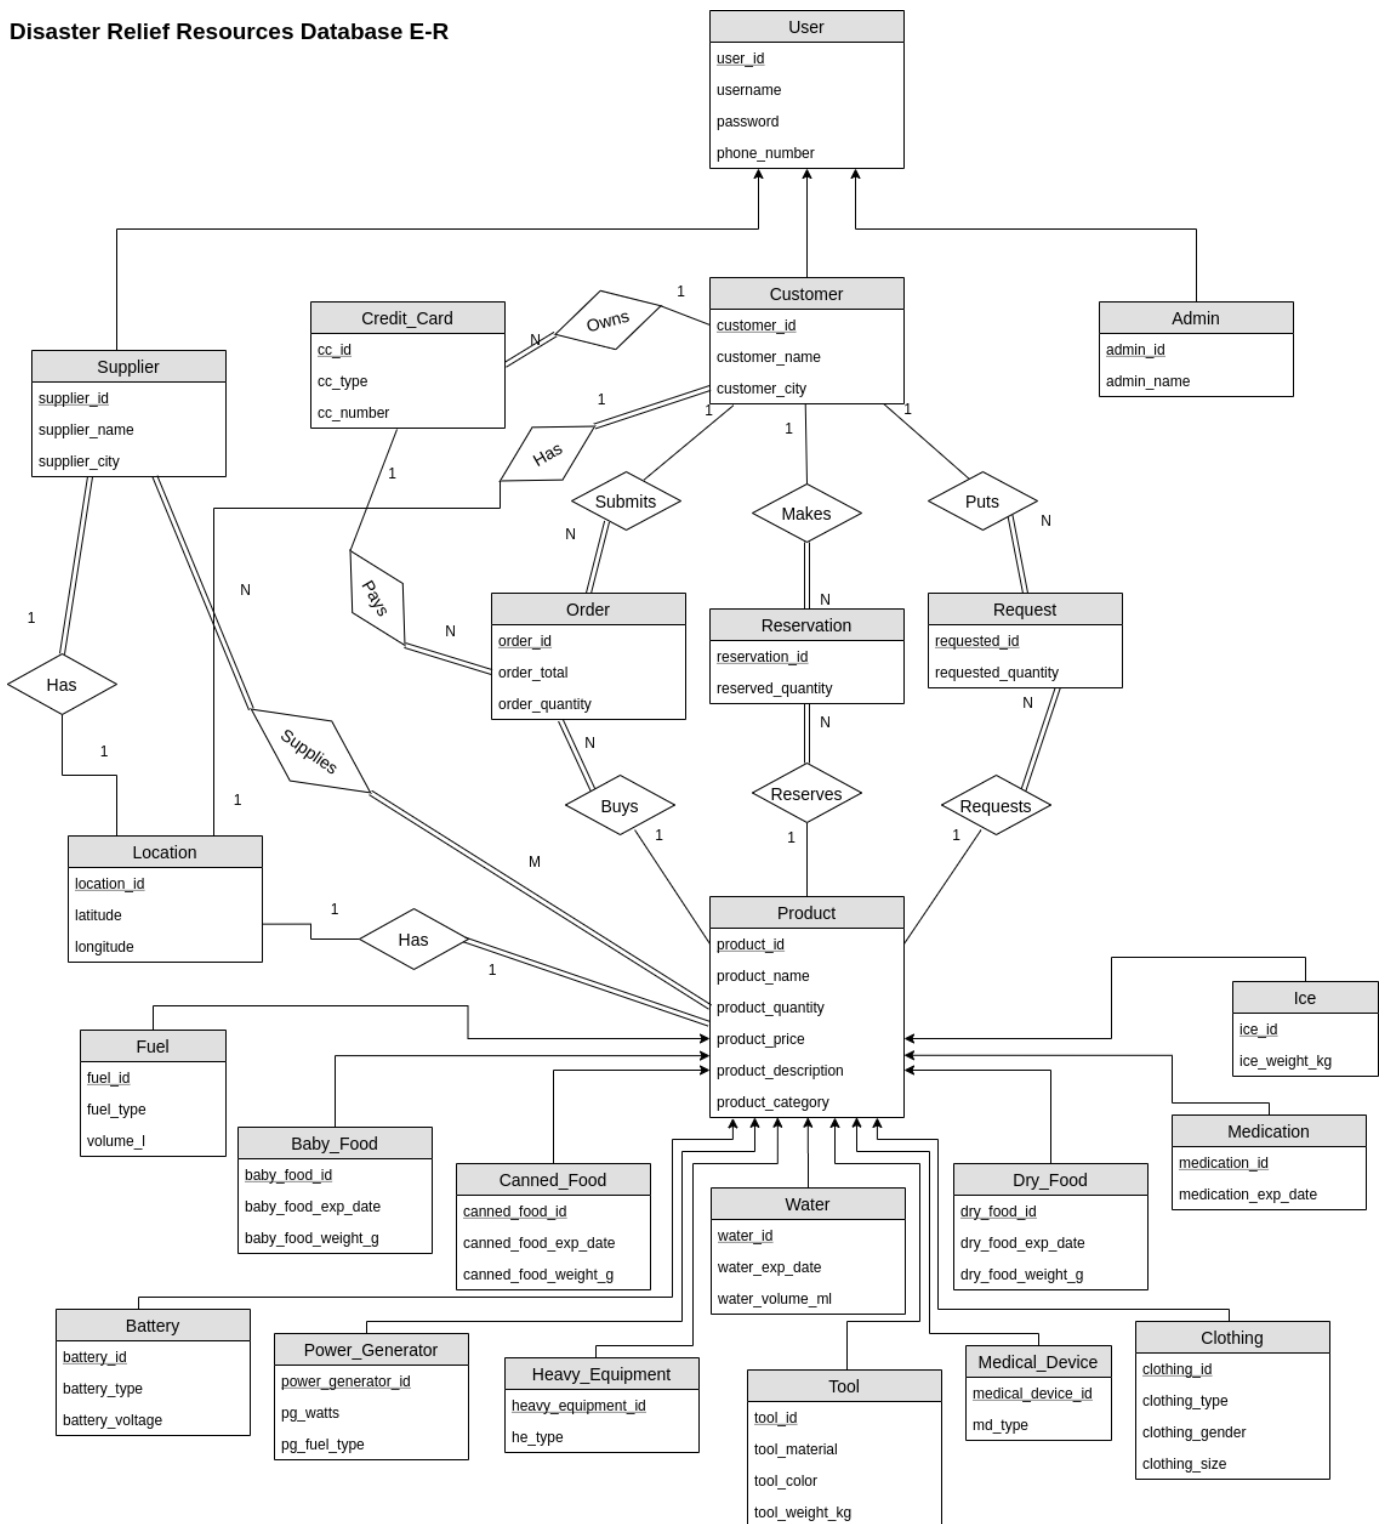 Disaster Relief Resources Database E-R
User
user_id
username
password
phone_number
Customer
customer_id
customer_name
customer_city
Credit_Card
cc_id
cc_type
cc_number
Admin
admin_id
admin_name
Supplier
supplier_id
supplier_name
supplier_city
Owns
1
N
Has
1
1
Submits
1
N
Makes
1
N
Puts
1
N
Pays
1
N
Has
1
1
Supplies
N
M
Order
order_id
order_total
order_quantity
Reservation
reservation_id
reserved_quantity
Request
requested_id
requested_quantity
Buys
N
1
Reserves
N
1
Requests
N
1
Location
location_id
latitude
longitude
Has
1
1
Product
product_id
product_name
product_quantity
product_price
product_description
product_category
Ice
ice_id
ice_weight_kg
Fuel
fuel_id
fuel_type
volume_l
Baby_Food
baby_food_id
baby_food_exp_date
baby_food_weight_g
Canned_Food
canned_food_id
canned_food_exp_date
canned_food_weight_g
Water
water_id
water_exp_date
water_volume_ml
Dry_Food
dry_food_id
dry_food_exp_date
dry_food_weight_g
Medication
medication_id
medication_exp_date
Battery
battery_id
battery_type
battery_voltage
Power_Generator
power_generator_id
pg_watts
pg_fuel_type
Heavy_Equipment
heavy_equipment_id
he_type
Tool
tool_id
tool_material
tool_color
tool_weight_kg
Medical_Device
medical_device_id
md_type
Clothing
clothing_id
clothing_type
clothing_gender
clothing_size